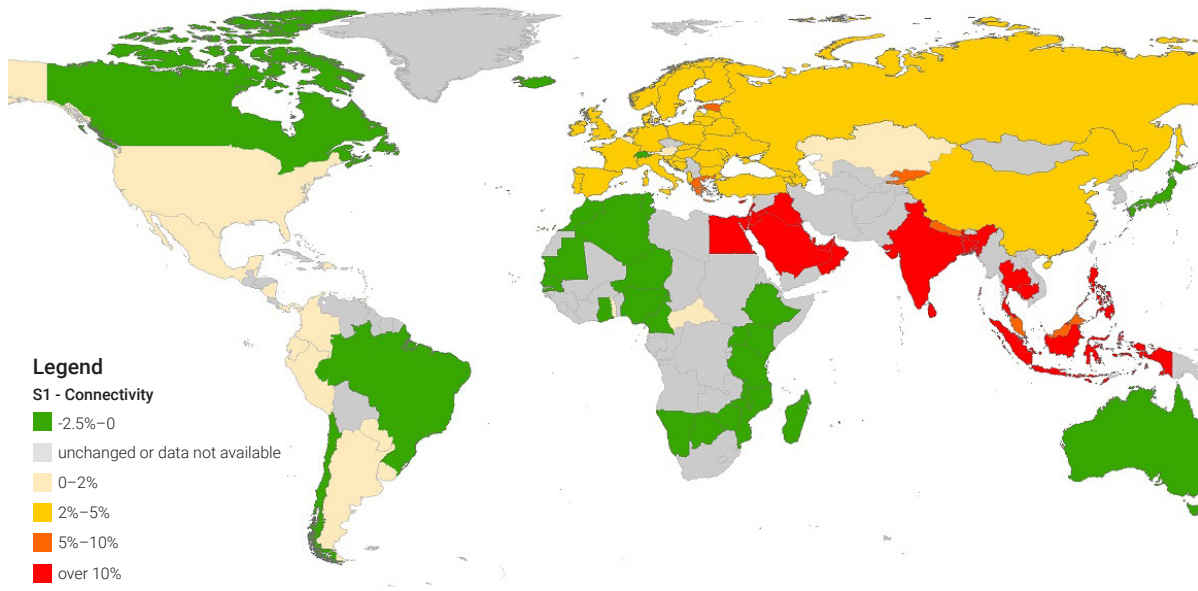 Legend
S1 - Connectivity
-2.5%–0
unchanged or data not available
0–2%
2%–5%
5%–10%
over 10%